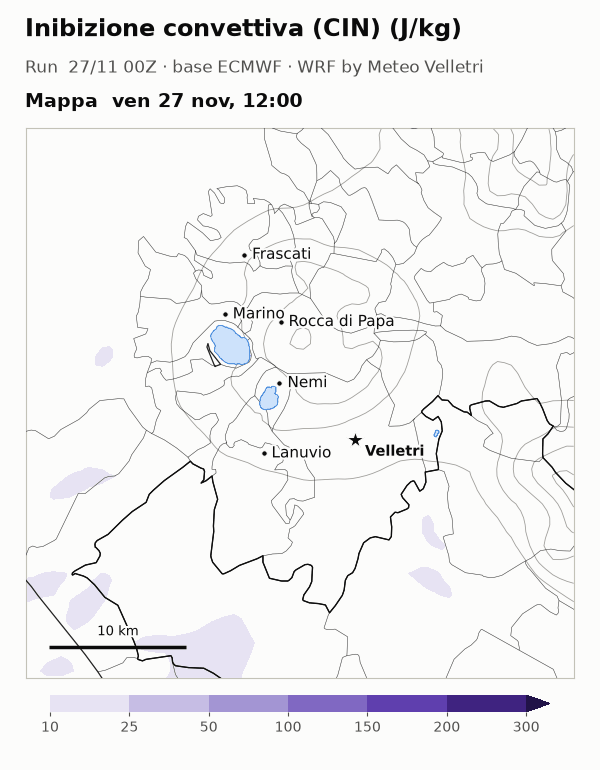 Inibizione convettiva (CIN) (J/kg)
Run  27/11 00Z · base ECMWF · WRF by Meteo Velletri
Mappa  ven 27 nov, 12:00
Frascati
Marino
Rocca di Papa
Nemi
Velletri
Lanuvio
10 km
10 25 50 100 150 200 300